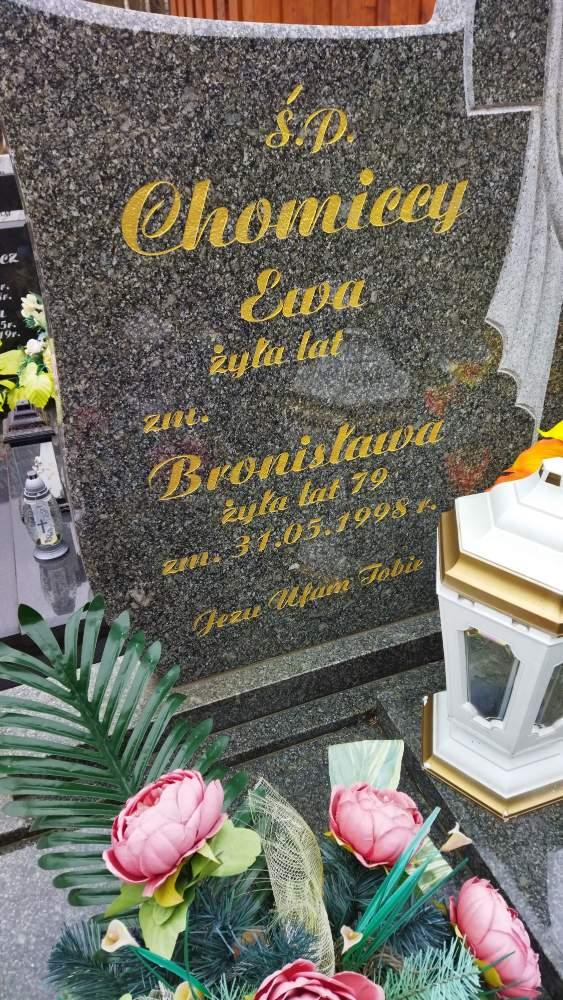 Ś.P.
Chomiccy
Ewa
żyła lat
zm.
Bronisława
żyła lat 79
zm. 31.05.1998 r.
Jezu Ufam Tobie